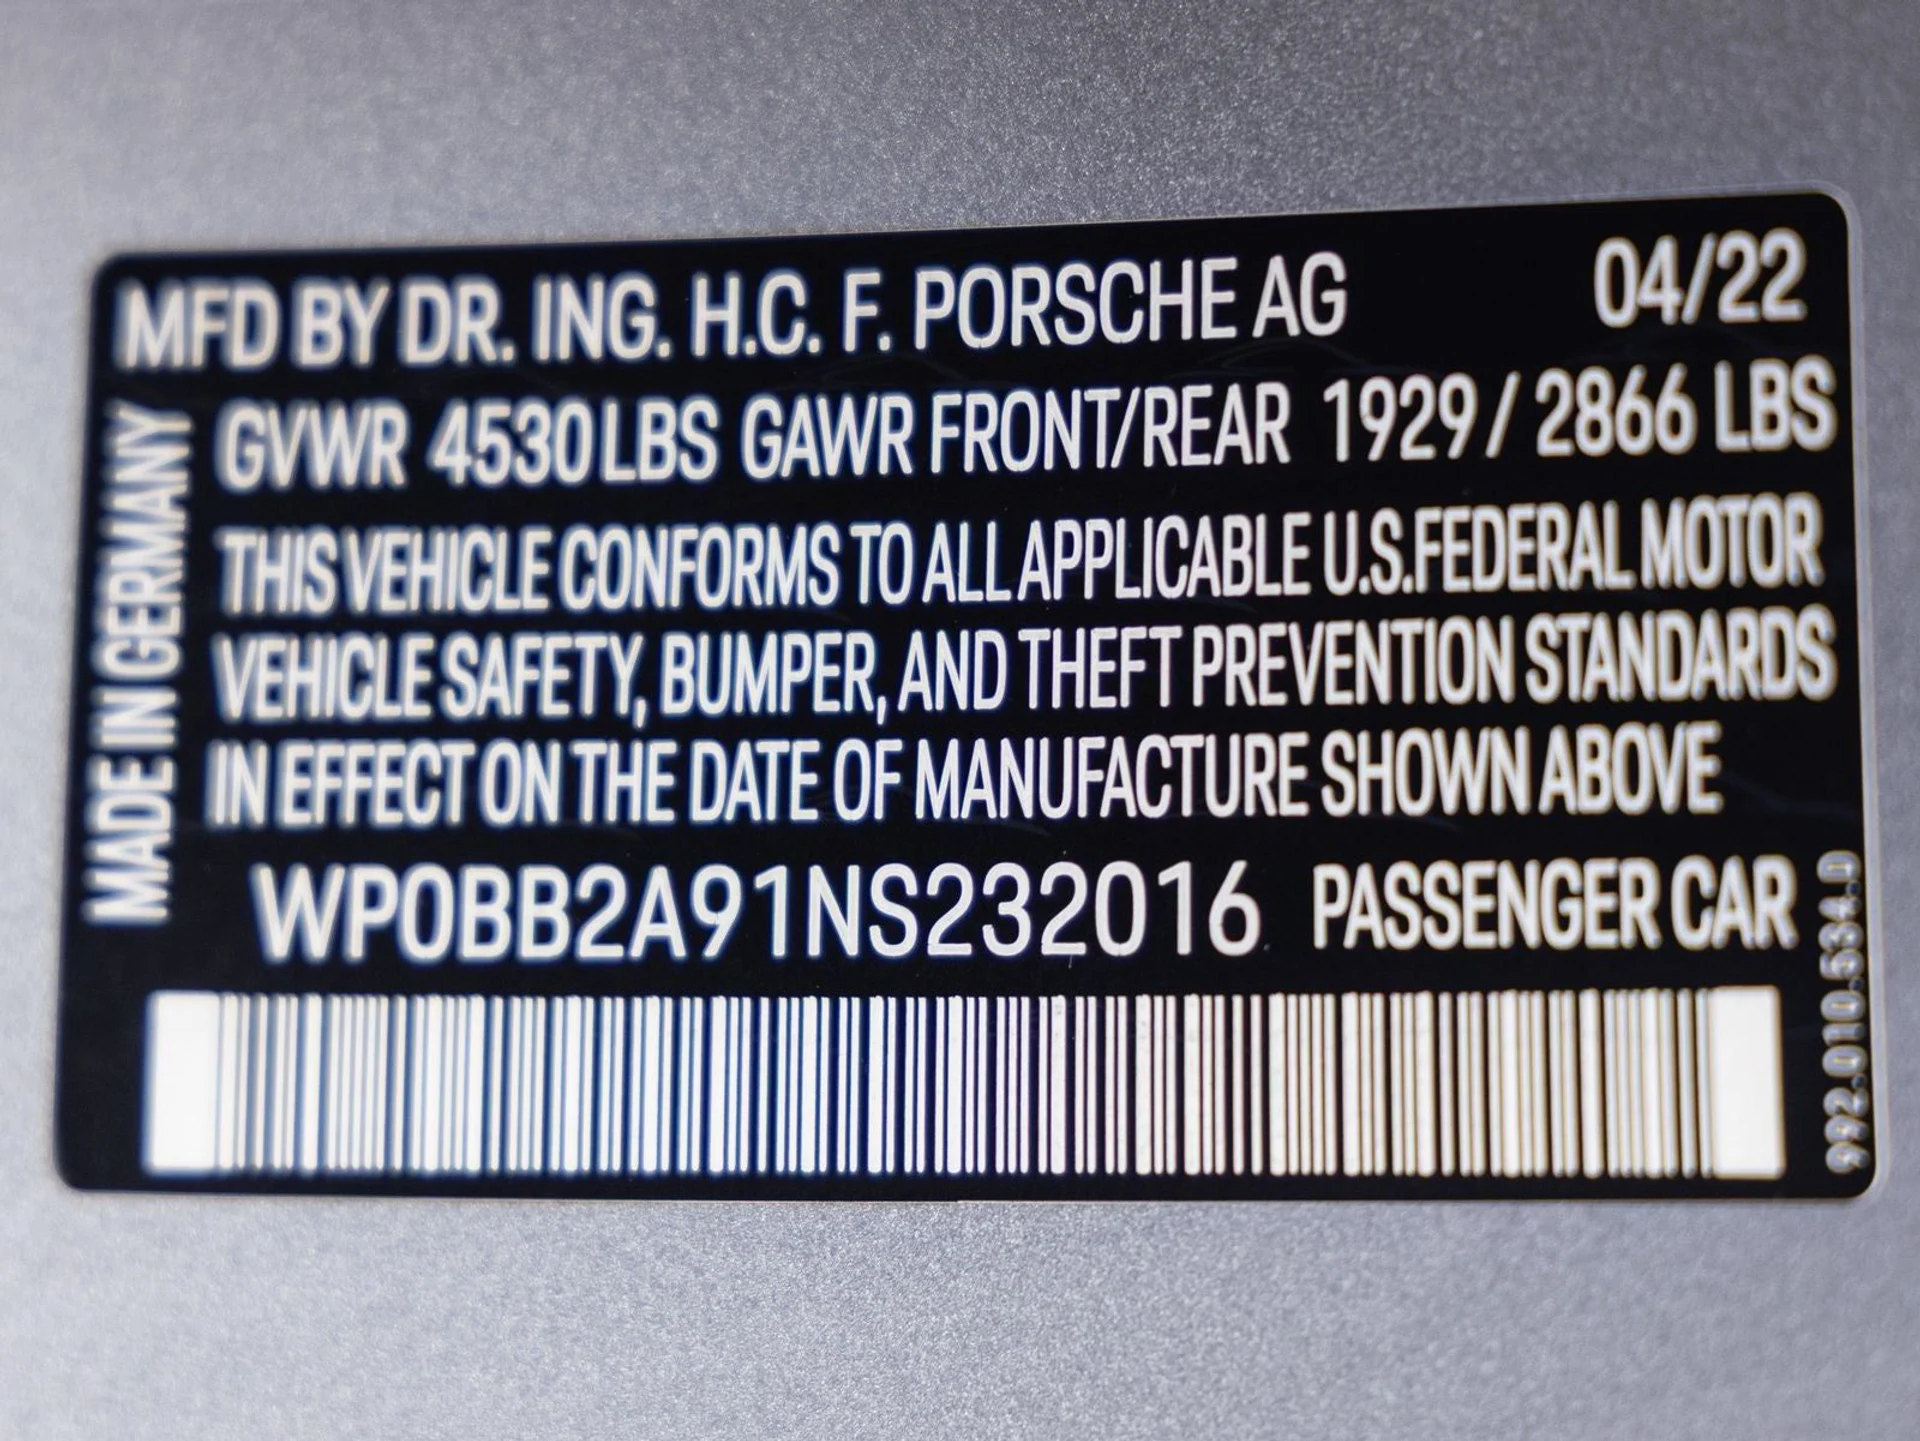 MFD BY DR. ING. H.C. F. PORSCHE AG 04/22
GVWR 4530LBS GAWR FRONT/REAR 1929 / 2866 LBS
THIS VEHICLE CONFORMS TO ALL APPLICABLE U.S.FEDERAL MOTOR
VEHICLE SAFETY, BUMPER, AND THEFT PREVENTION STANDARDS
IN EFFECT ON THE DATE OF MANUFACTURE SHOWN ABOVE
WP0BB2A91NS232016 PASSENGER CAR
MADE IN GERMANY
992.010.534.D